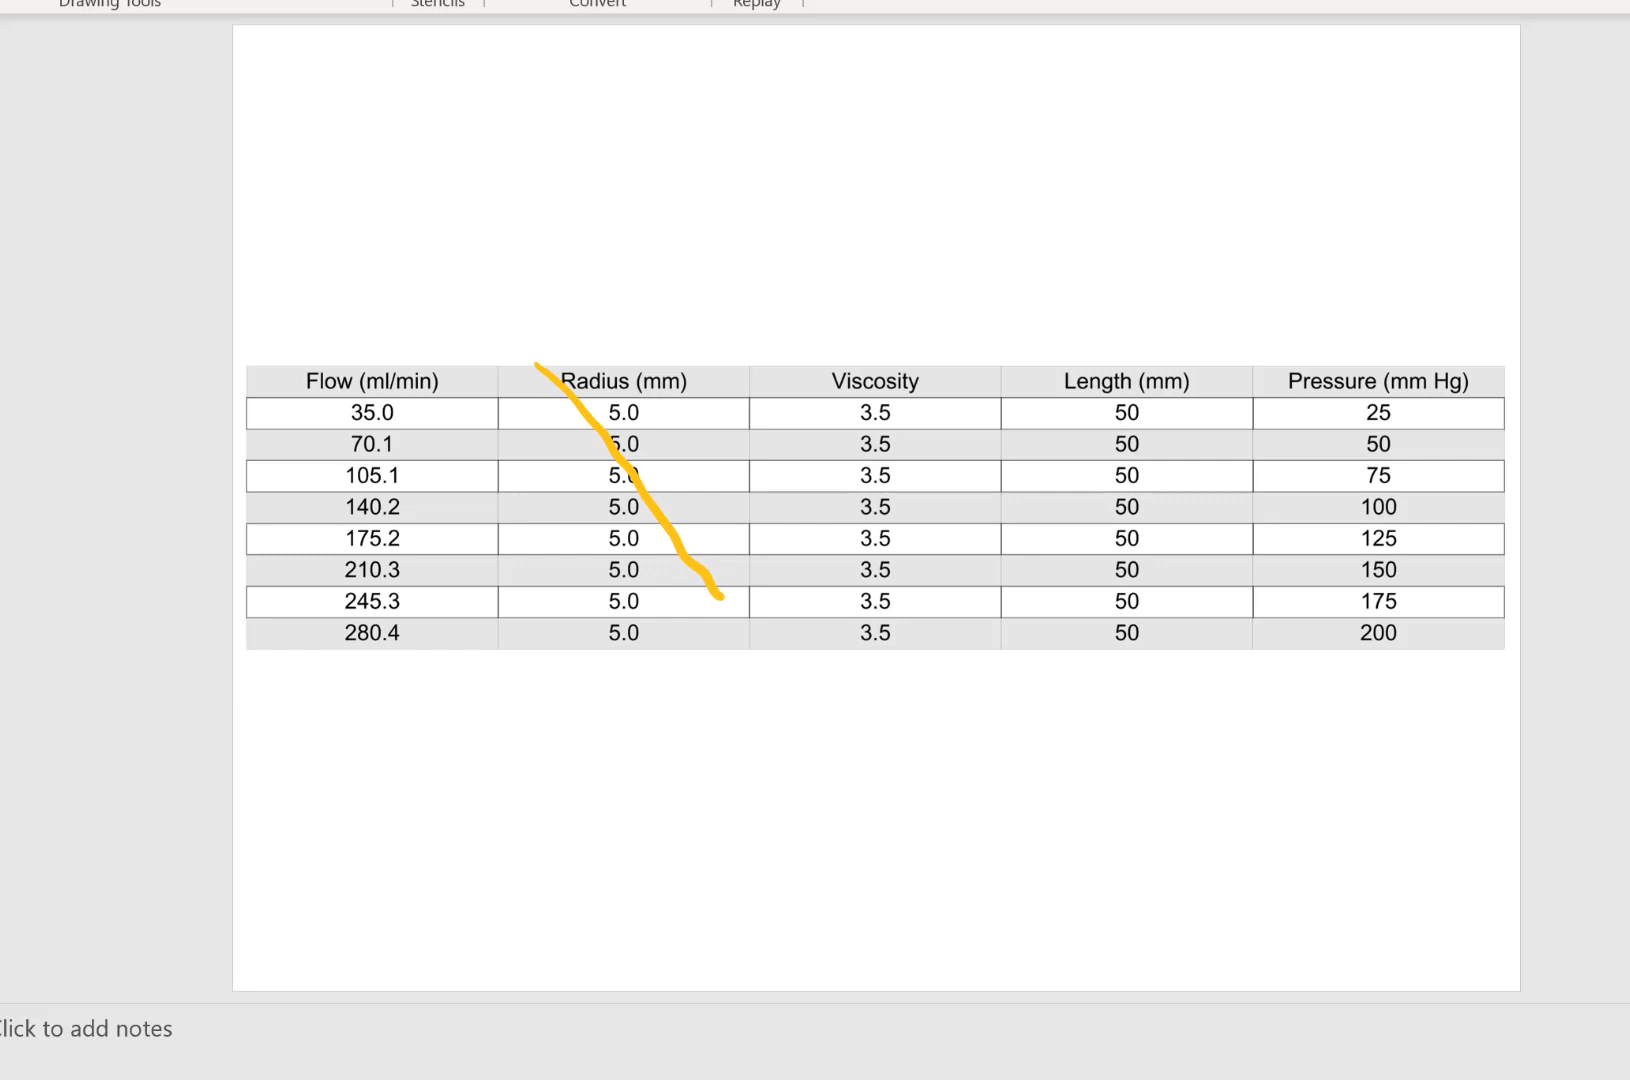 Drawing Tools Stencils Convert Replay
Flow (ml/min) Radius (mm) Viscosity Length (mm) Pressure (mm Hg)
35.0 5.0 3.5 50 25
70.1 5.0 3.5 50 50
105.1 5.0 3.5 50 75
140.2 5.0 3.5 50 100
175.2 5.0 3.5 50 125
210.3 5.0 3.5 50 150
245.3 5.0 3.5 50 175
280.4 5.0 3.5 50 200
lick to add notes